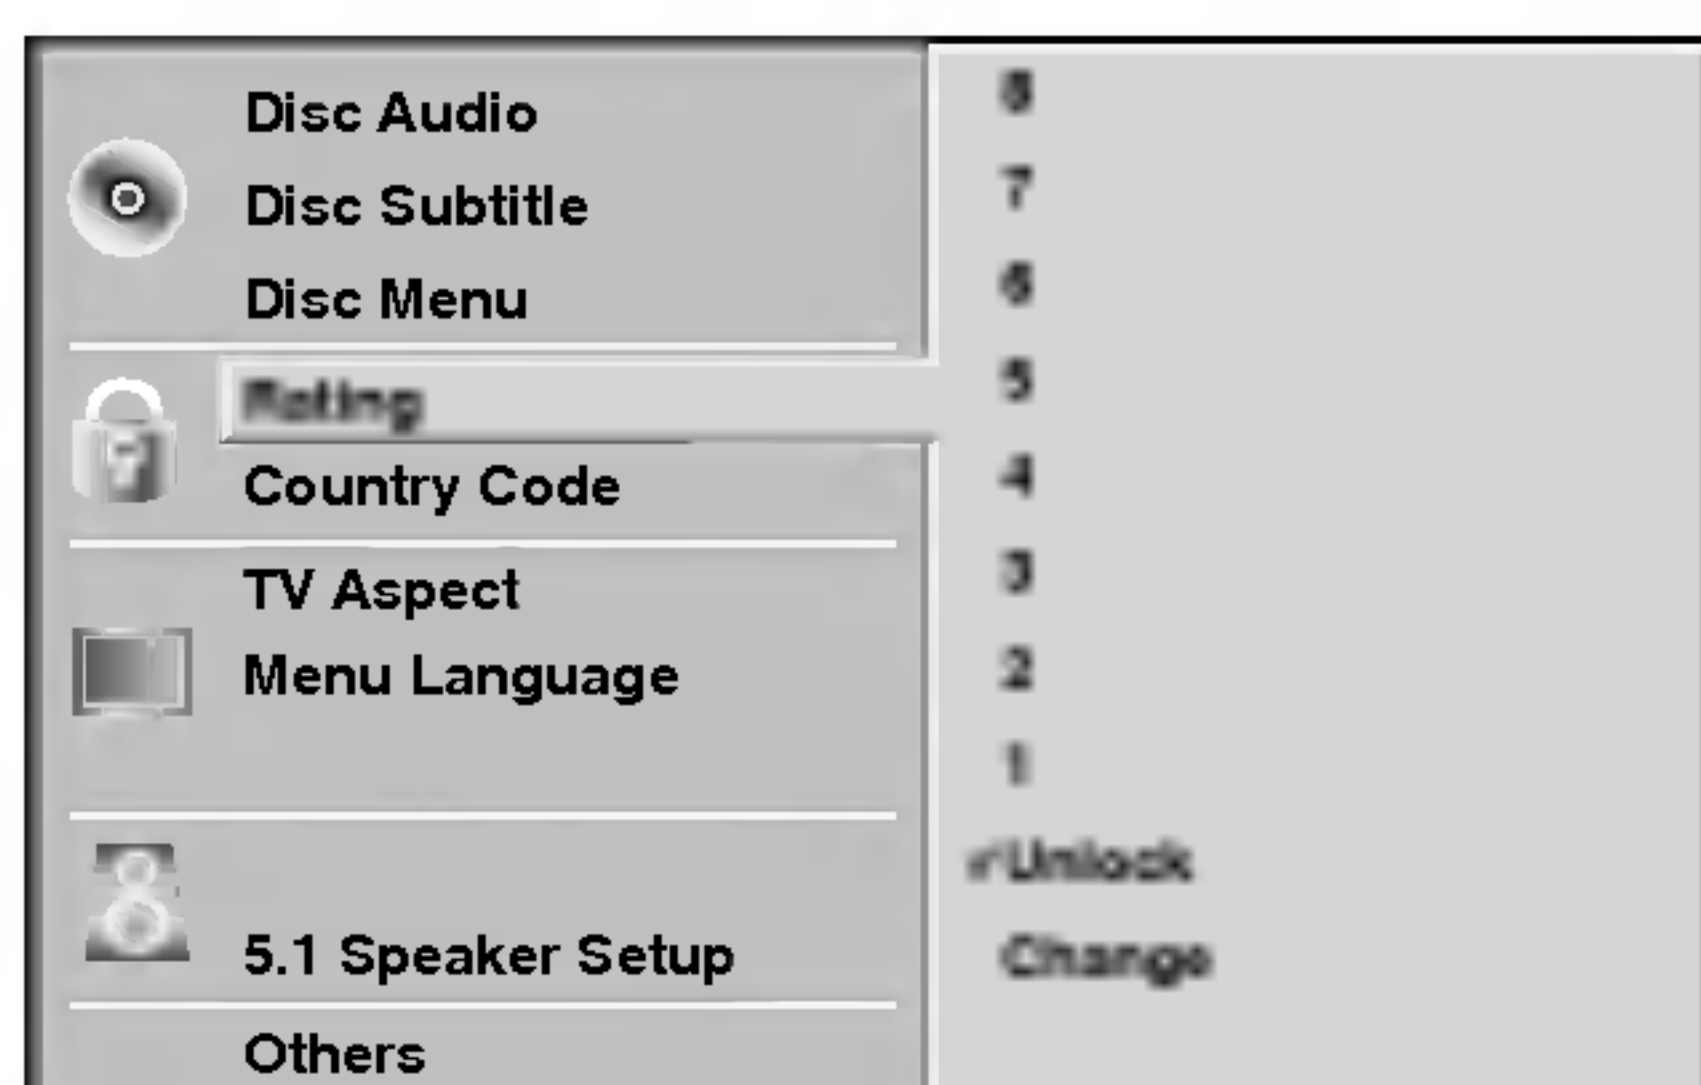 Disc Audio
Disc Subtitle
Disc Menu
Rating
Country Code
TV Aspect
Menu Language
5.1 Speaker Setup
Others
8
7
6
5
4
3
2
1
✓Unlock
Change